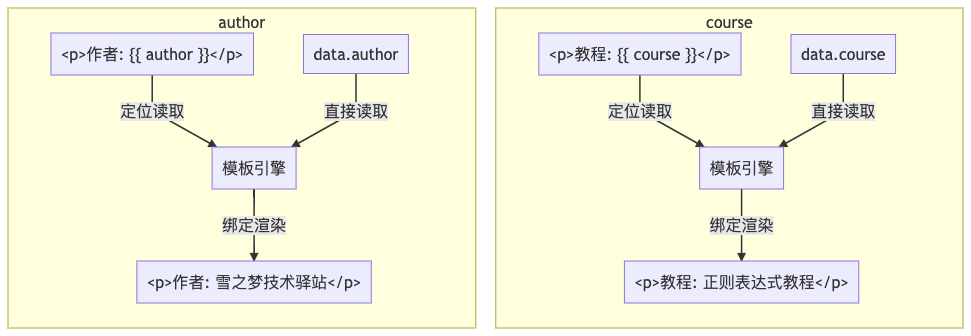 author
<p>作者: {{ author }}</p>
data.author
定位读取
直接读取
模板引擎
绑定渲染
<p>作者: 雪之梦技术驿站</p>
course
<p>教程: {{ course }}</p>
data.course
定位读取
直接读取
模板引擎
绑定渲染
<p>教程: 正则表达式教程</p>